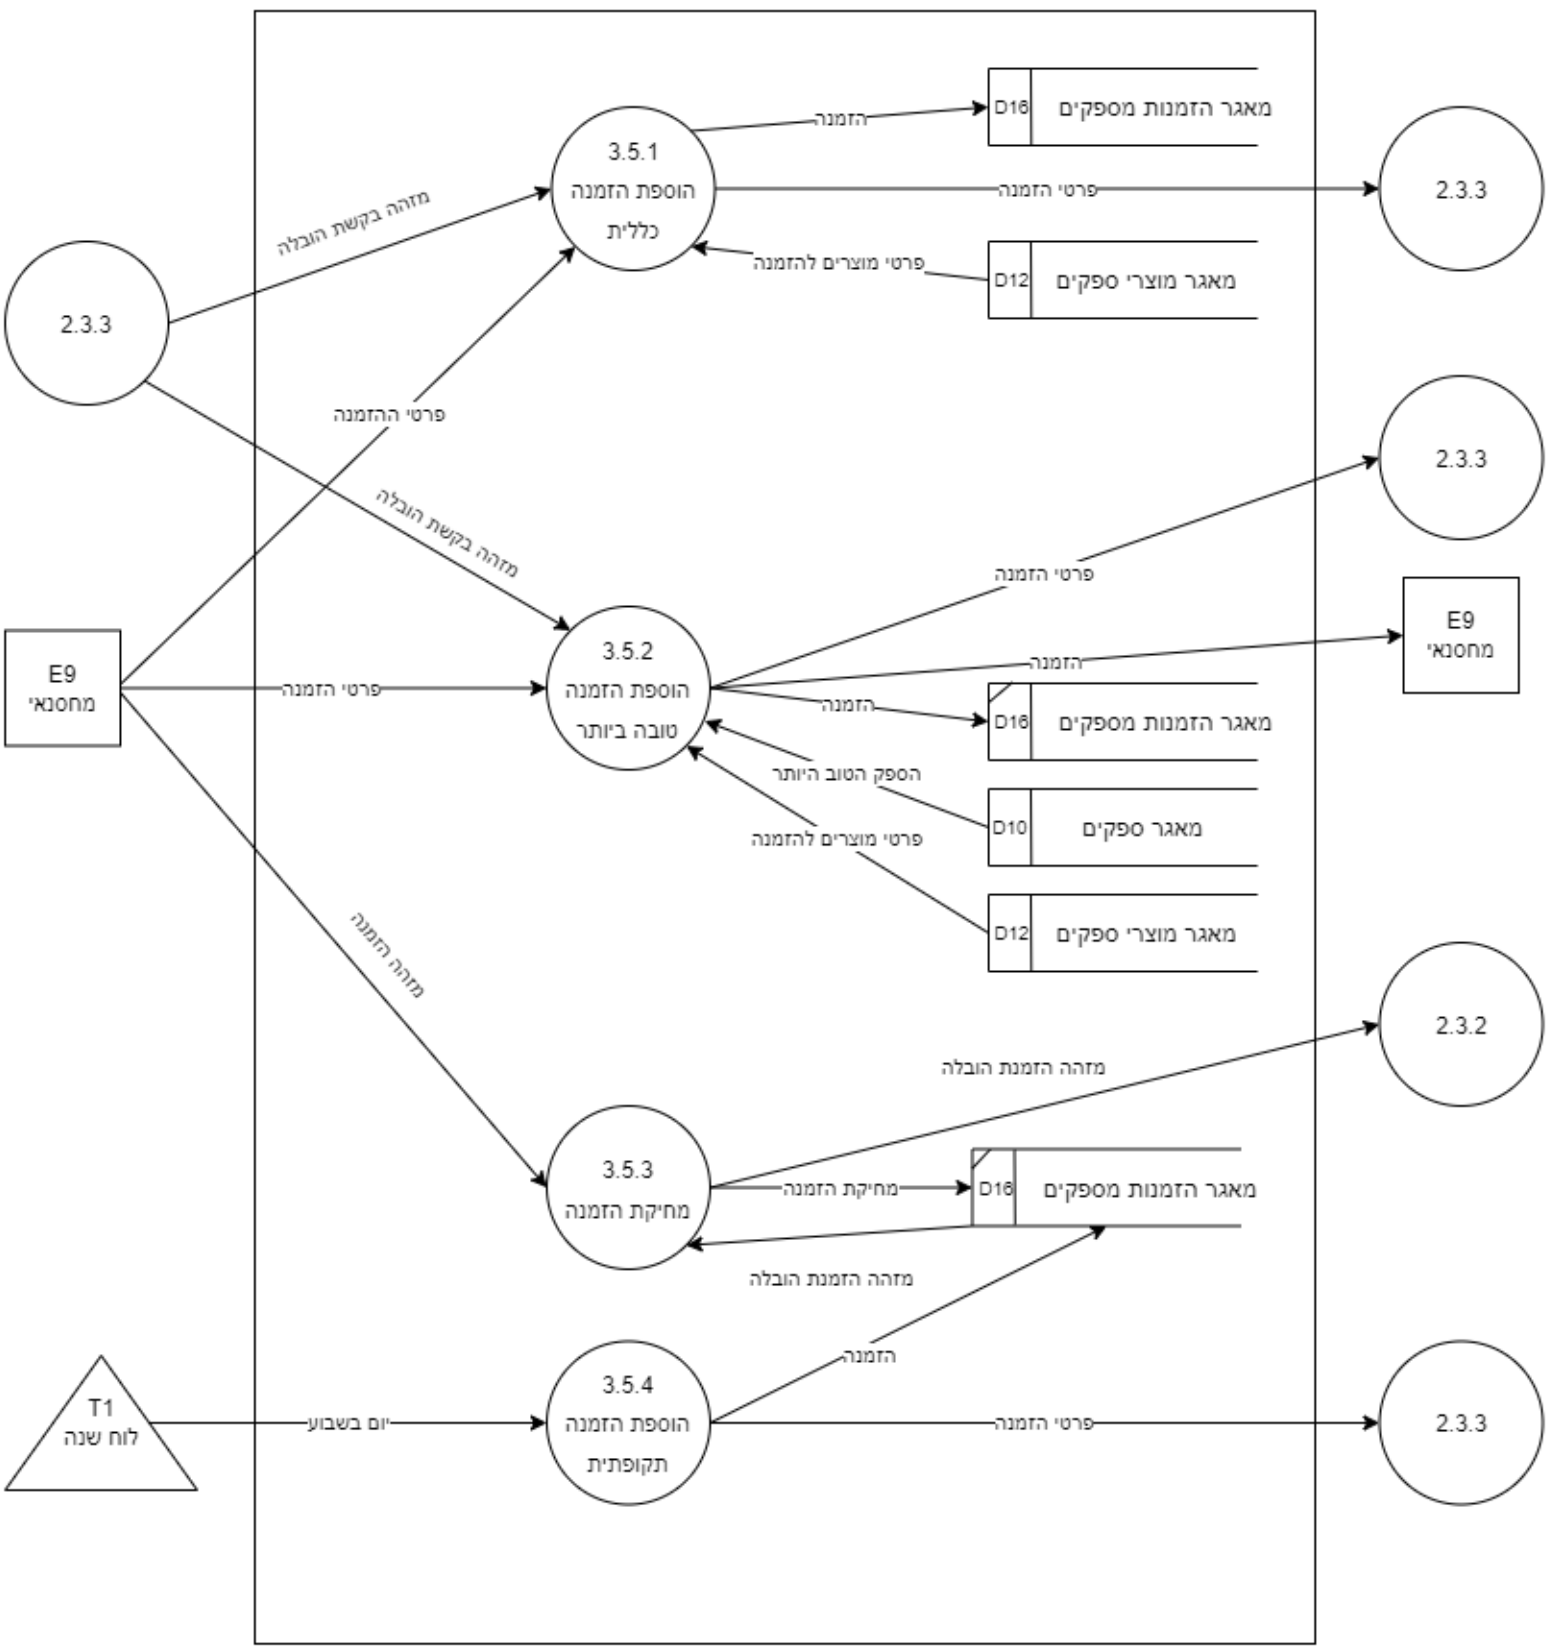 3.5.1
הוספת הזמנה
כללית
הזמנה
D16
מאגר הזמנות מספקים
2.3.3
פרטי הזמנה
מזהה בקשת הובלה
פרטי מוצרים להזמנה
D12
מאגר מוצרי ספקים
2.3.3
פרטי ההזמנה
2.3.3
מזהה בקשת הובלה
פרטי הזמנה
E9
מחסנאי
E9
מחסנאי
פרטי הזמנה
3.5.2
הוספת הזמנה
טובה ביותר
הזמנה
הזמנה
D16
מאגר הזמנות מספקים
הספק הטוב היותר
D10
מאגר ספקים
פרטי מוצרים להזמנה
D12
מאגר מוצרי ספקים
מזהה הזמנה
2.3.2
מזהה הזמנת הובלה
3.5.3
מחיקת הזמנה
מחיקת הזמנה
D16
מאגר הזמנות מספקים
מזהה הזמנת הובלה
הזמנה
T1
לוח שנה
יום בשבוע
3.5.4
הוספת הזמנה
תקופתית
פרטי הזמנה
2.3.3